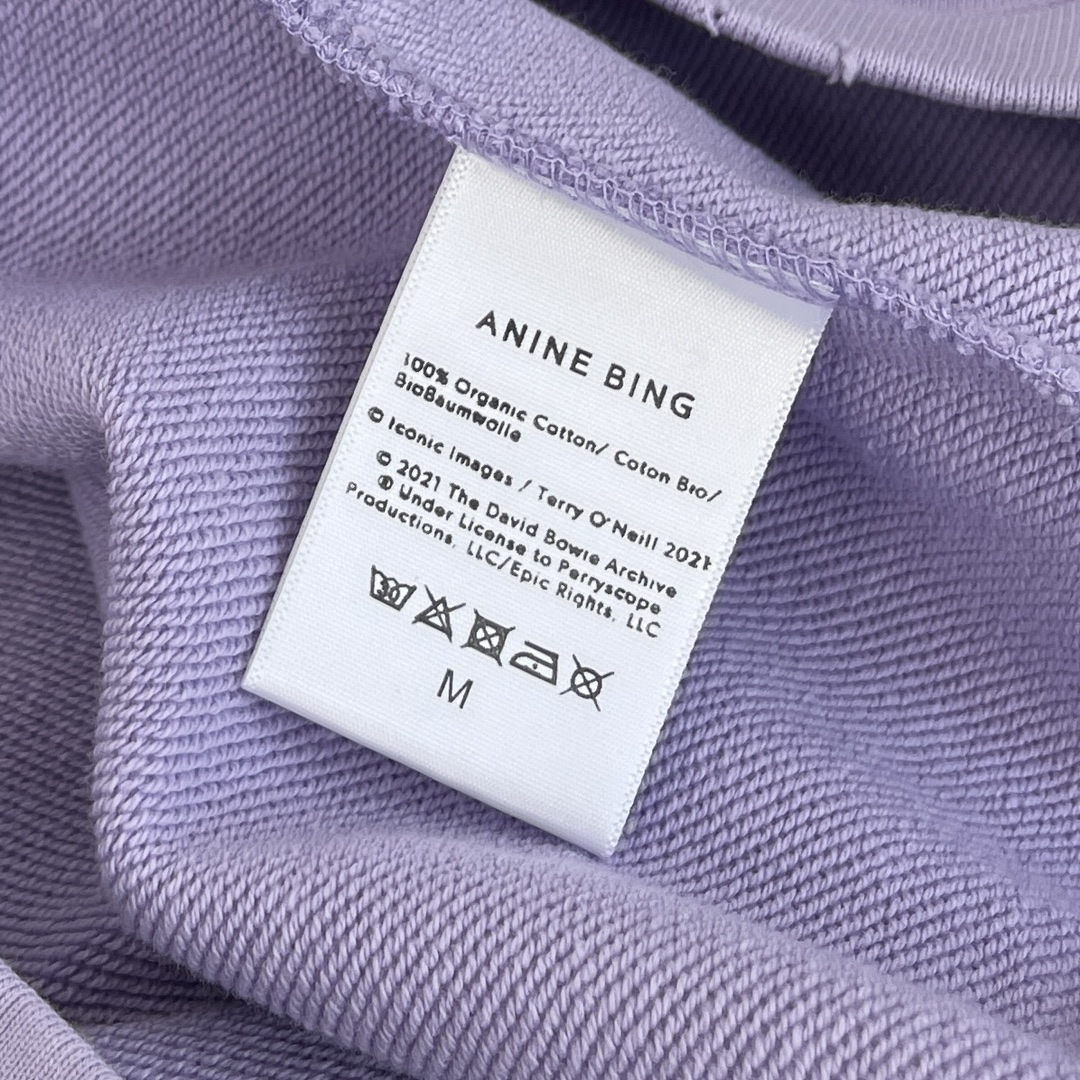 ANINE BING
100% Organic Cotton/ Coton Bio/
BioBaumwolle
© Iconic Images / Terry O'Neill 2021
© 2021 The David Bowie Archive
® Under License to Perryscope
Productions, LLC/Epic Rights, LLC
30
M